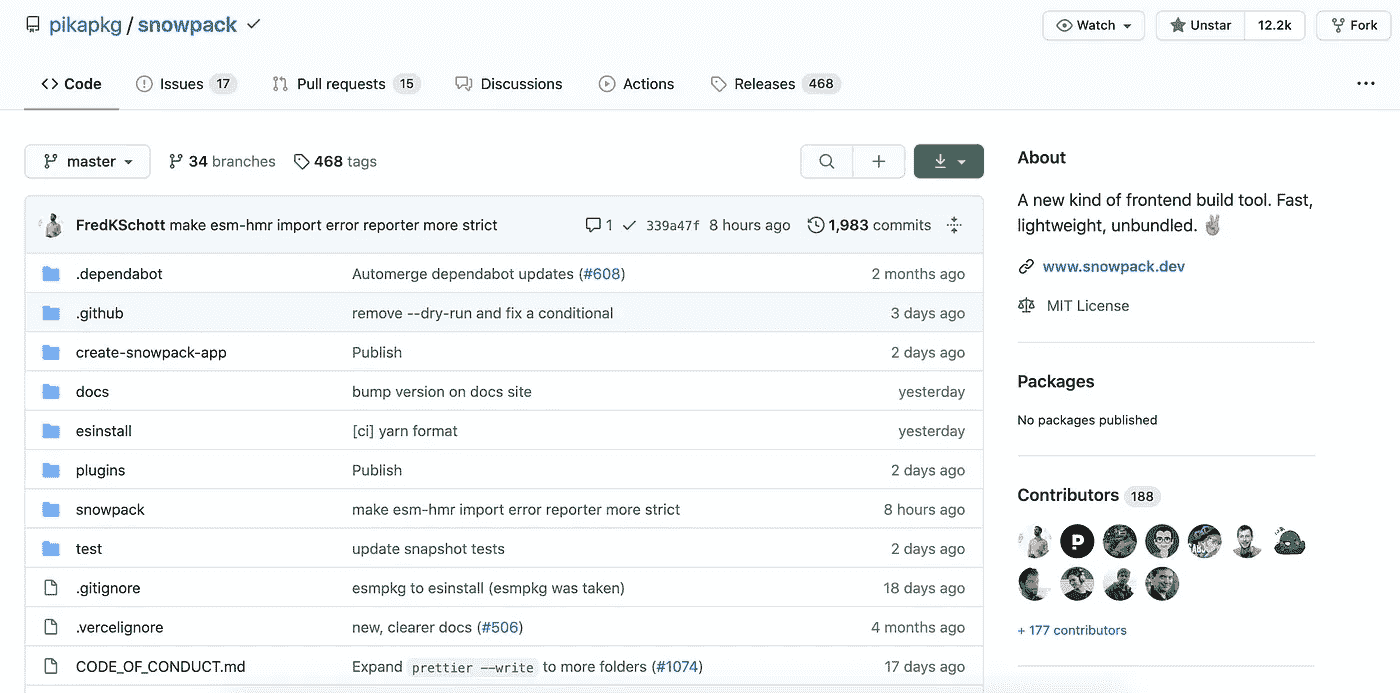 pikapkg / snowpack
Watch Unstar 12.2k Fork
Code Issues 17 Pull requests 15 Discussions Actions Releases 468
master 34 branches 468 tags
About
A new kind of frontend build tool. Fast,
lightweight, unbundled. ✌
www.snowpack.dev
MIT License
Packages
No packages published
Contributors 188
+ 177 contributors
FredKSchott make esm-hmr import error reporter more strict 1 339a47f 8 hours ago 1,983 commits
.dependabot Automerge dependabot updates (#608) 2 months ago
.github remove --dry-run and fix a conditional 3 days ago
create-snowpack-app Publish 2 days ago
docs bump version on docs site yesterday
esinstall [ci] yarn format yesterday
plugins Publish 2 days ago
snowpack make esm-hmr import error reporter more strict 8 hours ago
test update snapshot tests 2 days ago
.gitignore esmpkg to esinstall (esmpkg was taken) 18 days ago
.vercelignore new, clearer docs (#506) 4 months ago
CODE_OF_CONDUCT.md Expand prettier --write to more folders (#1074) 17 days ago